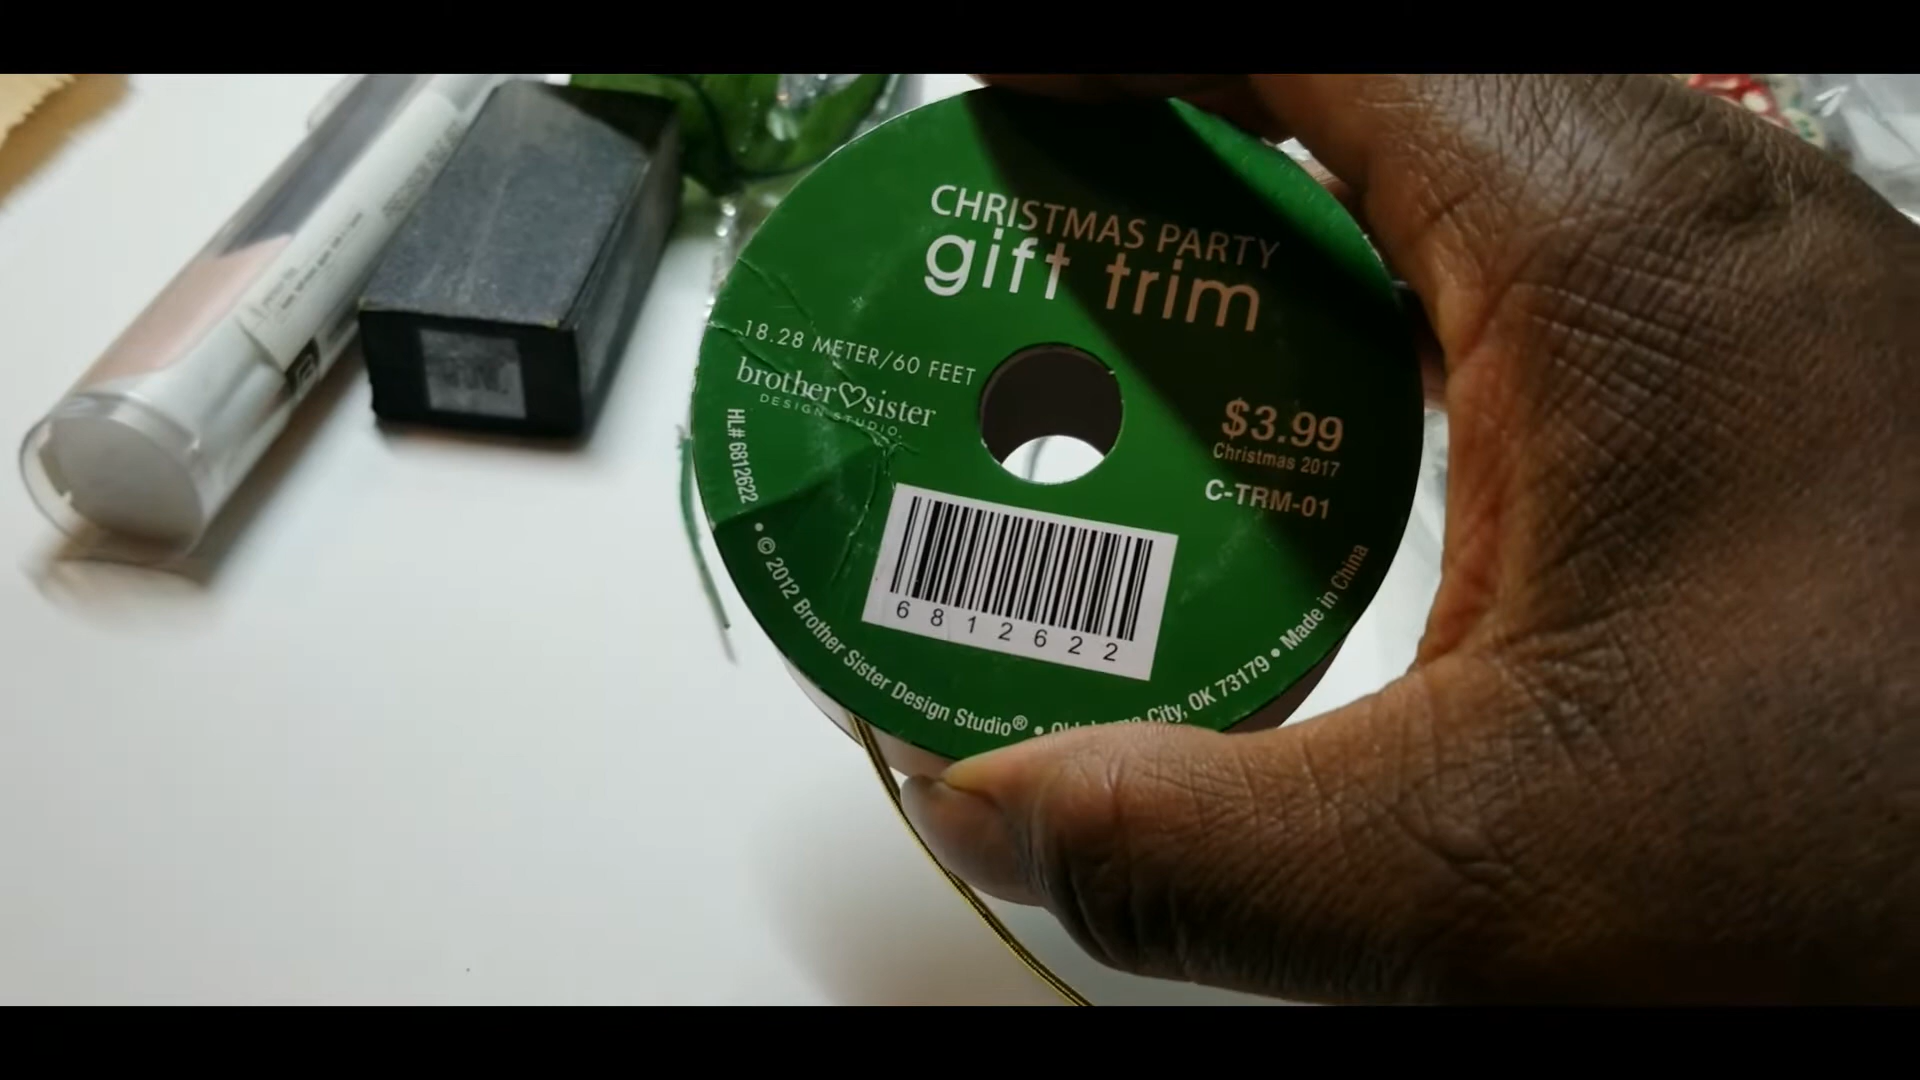 CHRISTMAS PARTY
gift trim
18.28 METER/60 FEET
brother♡sister
DESIGN STUDIO
$3.99
Christmas 2017
C-TRM-01
HL# 6812622
6812622
• © 2012 Brother Sister Design Studio® • Oklahoma City, OK 73179 • Made in China